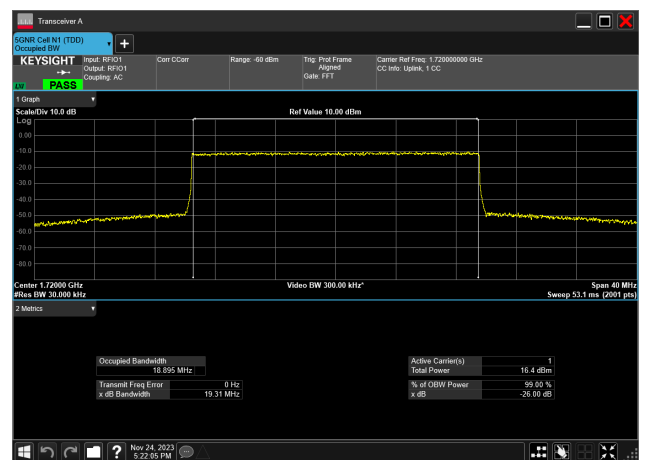 Transceiver A
5GNR Cell N1 (TDD)
Occupied BW
KEYSIGHT
LV
PASS
Input: RFIO1
Output: RFIO1
Coupling: AC
Corr CCorr
Range: -60 dBm
Trig: Prot Frame
Aligned
Gate: FFT
Carrier Ref Freq: 1.720000000 GHz
CC Info: Uplink, 1 CC
1 Graph
Scale/Div 10.0 dB
Ref Value 10.00 dBm
Log
0.00
-10.0
-20.0
-30.0
-40.0
-50.0
-60.0
-70.0
-80.0
Center 1.72000 GHz
Video BW 300.00 kHz*
Span 40 MHz
#Res BW 30.000 kHz
Sweep 53.1 ms (2001 pts)
2 Metrics
Occupied Bandwidth
18.895 MHz
Active Carrier(s) 1
Total Power 16.4 dBm
Transmit Freq Error 0 Hz
x dB Bandwidth 19.31 MHz
% of OBW Power 99.00 %
x dB -26.00 dB
Nov 24, 2023
5:22:05 PM